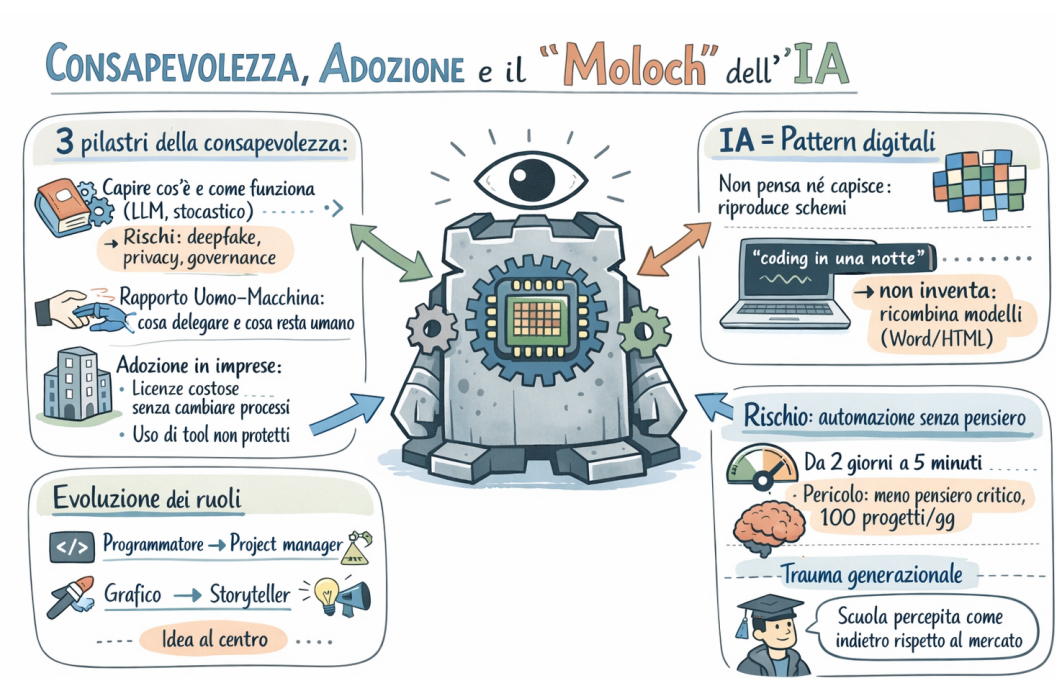 CONSAPEVOLEZZA, ADOZIONE e il “Moloch” dell’’IA
3 pilastri della consapevolezza:
Capire cos’è e come funziona
(LLM, stocastico)
→ Rischi: deepfake,
privacy, governance
Rapporto Uomo–Macchina:
cosa delegare e cosa resta umano
Adozione in imprese:
• Licenze costose
senza cambiare processi
• Uso di tool non protetti
Evoluzione dei ruoli
</>
Programmatore → Project manager
Grafico → Storyteller
Idea al centro
IA = Pattern digitali
Non pensa né capisce:
riproduce schemi
“coding in una notte”
→ non inventa:
ricombina modelli
(Word/HTML)
Rischio: automazione senza pensiero
Da 2 giorni a 5 minuti
· Pericolo: meno pensiero critico,
100 progetti/gg
Trauma generazionale
Scuola percepita come
indietro rispetto al mercato